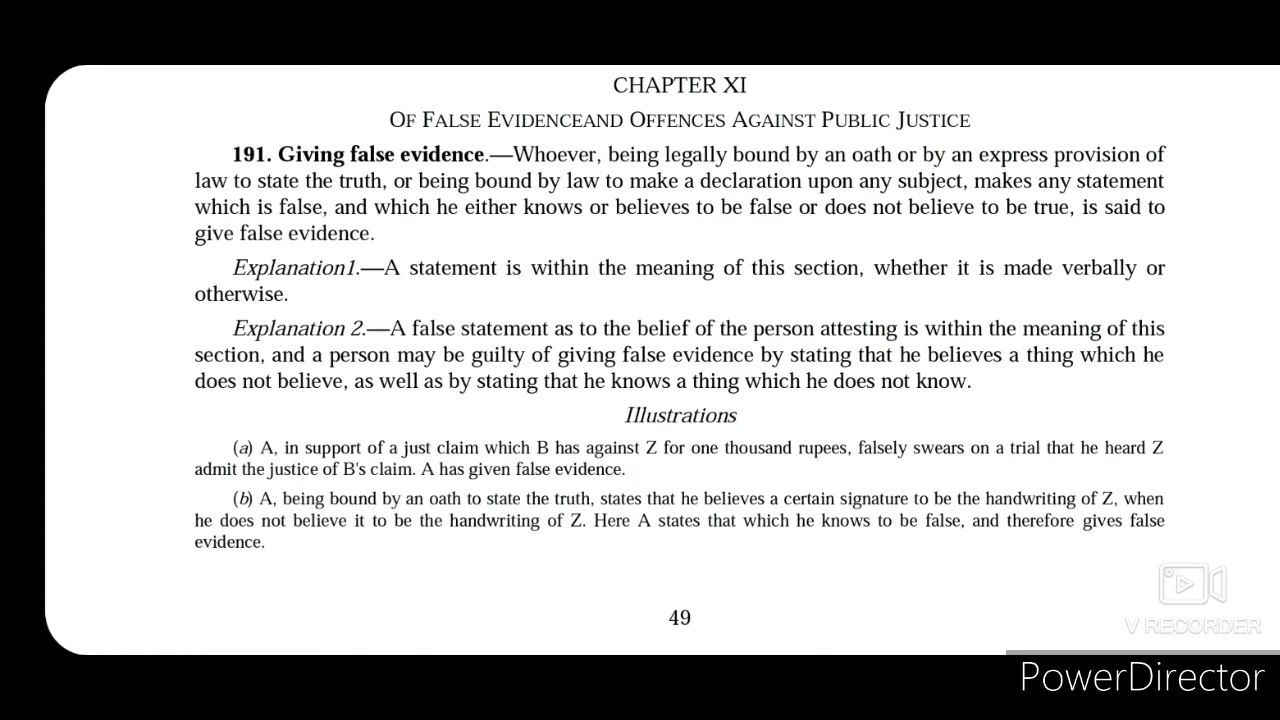 CHAPTER XI
OF FALSE EVIDENCEAND OFFENCES AGAINST PUBLIC JUSTICE
191. Giving false evidence.—Whoever, being legally bound by an oath or by an express provision of
law to state the truth, or being bound by law to make a declaration upon any subject, makes any statement
which is false, and which he either knows or believes to be false or does not believe to be true, is said to
give false evidence.
Explanation1.—A statement is within the meaning of this section, whether it is made verbally or
otherwise.
Explanation 2.—A false statement as to the belief of the person attesting is within the meaning of this
section, and a person may be guilty of giving false evidence by stating that he believes a thing which he
does not believe, as well as by stating that he knows a thing which he does not know.
Illustrations
(a) A, in support of a just claim which B has against Z for one thousand rupees, falsely swears on a trial that he heard Z
admit the justice of B's claim. A has given false evidence.
(b) A, being bound by an oath to state the truth, states that he believes a certain signature to be the handwriting of Z, when
he does not believe it to be the handwriting of Z. Here A states that which he knows to be false, and therefore gives false
evidence.
49
V RECORDER
PowerDirector